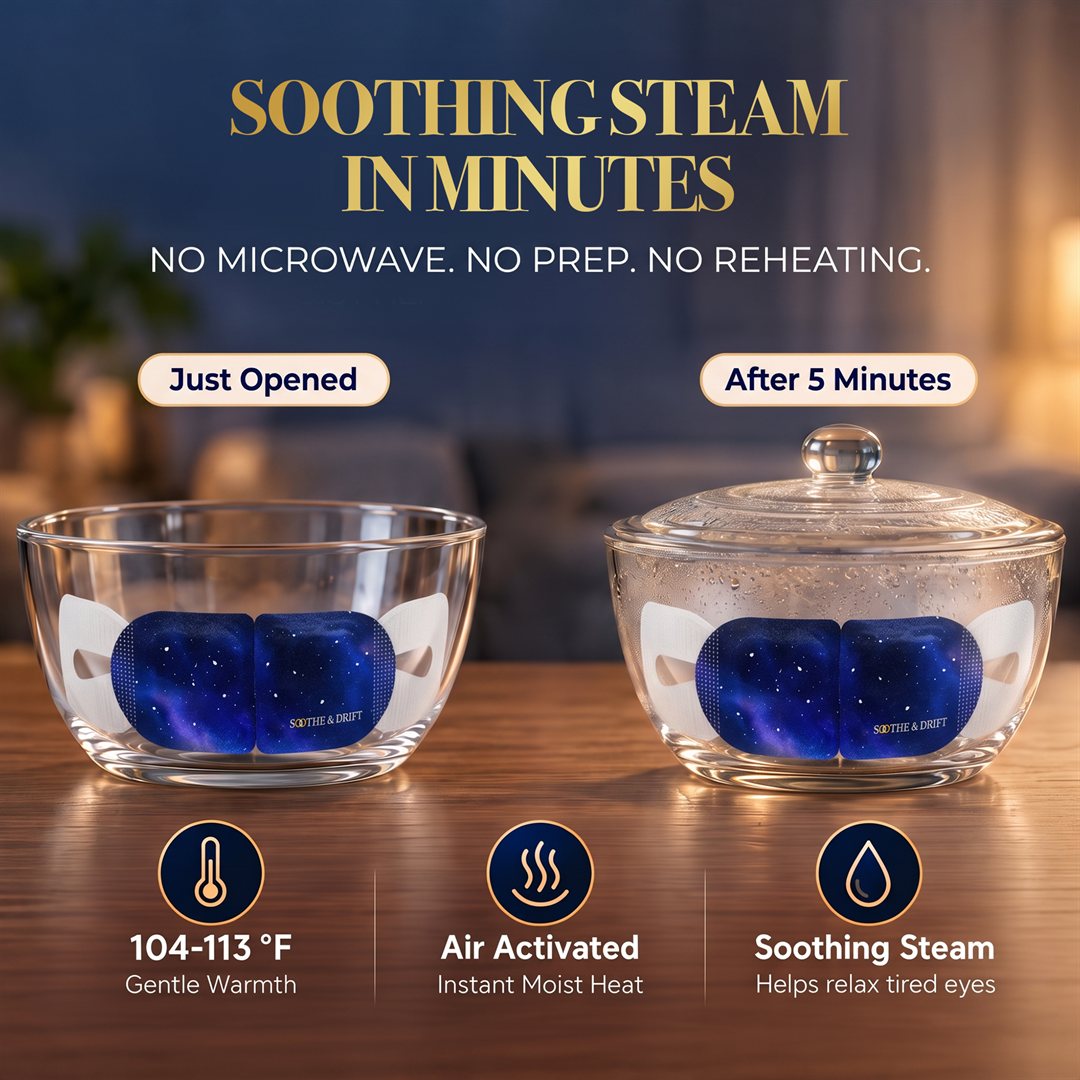 SOOTHING STEAM
IN MINUTES
NO MICROWAVE. NO PREP. NO REHEATING.
Just Opened
After 5 Minutes
SOOTHE & DRIFT
SOOTHE & DRIFT
104-113 °F
Gentle Warmth
Air Activated
Instant Moist Heat
Soothing Steam
Helps relax tired eyes